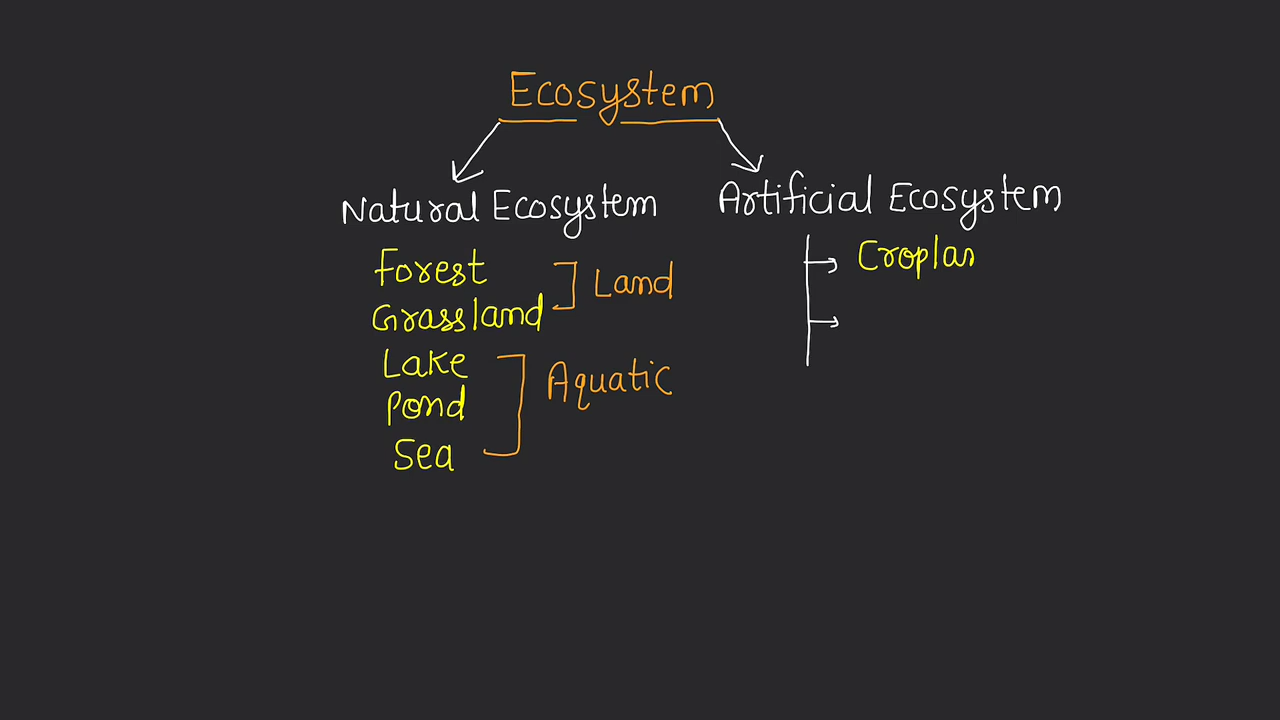 Ecosystem
Natural Ecosystem
Forest
Grassland
Land
Lake
Pond
Sea
Aquatic
Artificial Ecosystem
Croplan